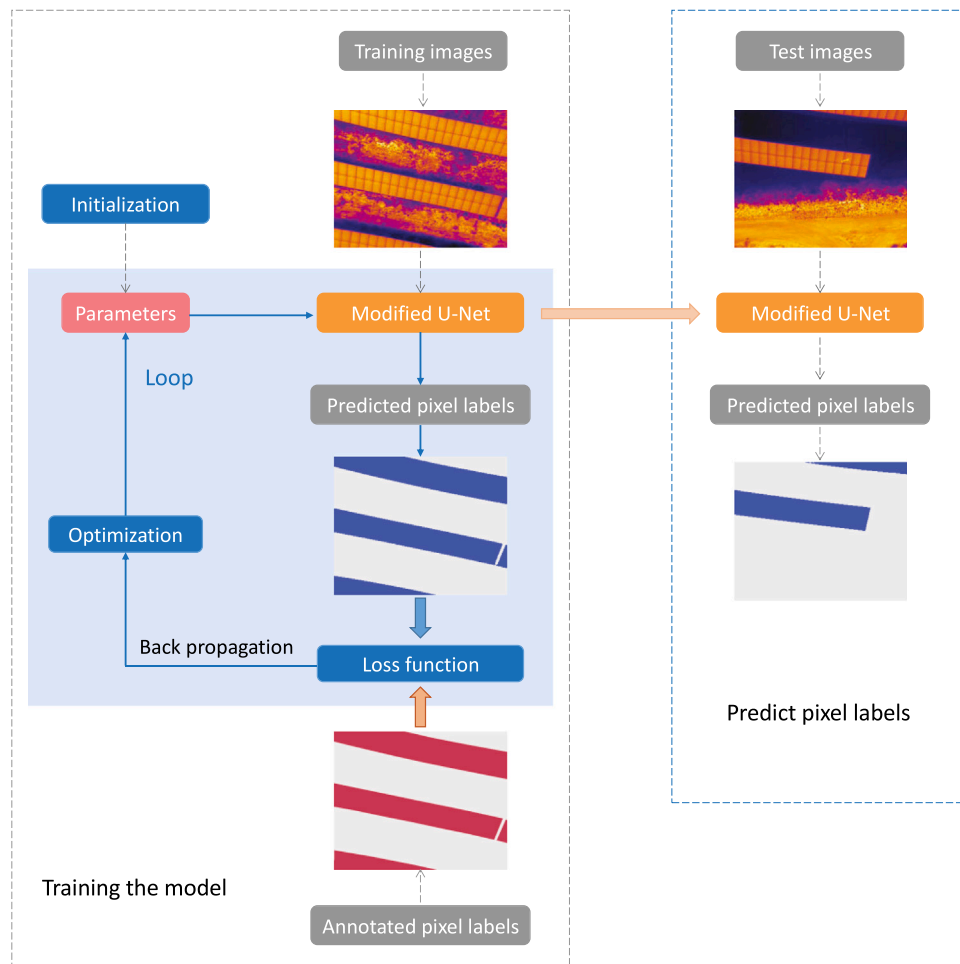 Training images
Initialization
Parameters
Modified U-Net
Loop
Predicted pixel labels
Optimization
Back propagation
Loss function
Training the model
Annotated pixel labels
Test images
Modified U-Net
Predicted pixel labels
Predict pixel labels